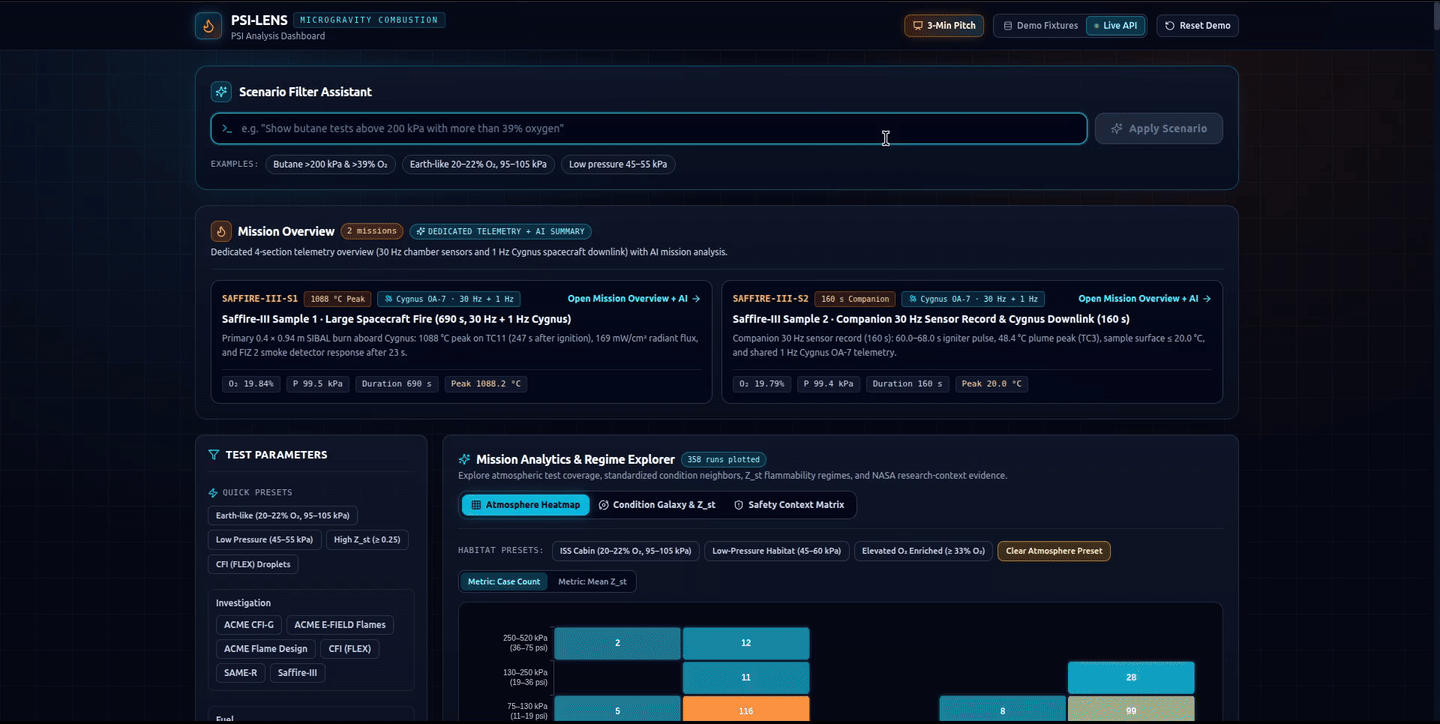 PSI-LENS MICROGRAVITY COMBUSTION
PSI Analysis Dashboard
3-Min Pitch
Demo Fixtures
Live API
Reset Demo
Scenario Filter Assistant
e.g. "Show butane tests above 200 kPa with more than 39% oxygen"
Apply Scenario
EXAMPLES: Butane >200 kPa & >39% O₂ Earth-like 20–22% O₂, 95–105 kPa Low pressure 45–55 kPa
Mission Overview 2 missions DEDICATED TELEMETRY + AI SUMMARY
Dedicated 4-section telemetry overview (30 Hz chamber sensors and 1 Hz Cygnus spacecraft downlink) with AI mission analysis.
SAFFIRE-III-S1 1088 °C Peak Cygnus OA-7 · 30 Hz + 1 Hz Open Mission Overview + AI →
Saffire-III Sample 1 · Large Spacecraft Fire (690 s, 30 Hz + 1 Hz Cygnus)
Primary 0.4 × 0.94 m SIBAL burn aboard Cygnus: 1088 °C peak on TC11 (247 s after ignition), 169 mW/cm² radiant flux,
and FIZ 2 smoke detector response after 23 s.
O₂ 19.84% P 99.5 kPa Duration 690 s Peak 1088.2 °C
SAFFIRE-III-S2 160 s Companion Cygnus OA-7 · 30 Hz + 1 Hz Open Mission Overview + AI →
Saffire-III Sample 2 · Companion 30 Hz Sensor Record & Cygnus Downlink (160 s)
Companion 30 Hz sensor record (160 s): 60.0–68.0 s igniter pulse, 48.4 °C plume peak (TC3), sample surface ≤ 20.0 °C,
and shared 1 Hz Cygnus OA-7 telemetry.
O₂ 19.79% P 99.4 kPa Duration 160 s Peak 20.0 °C
TEST PARAMETERS
QUICK PRESETS
Earth-like (20–22% O₂, 95–105 kPa)
Low Pressure (45–55 kPa) High Z_st (≥ 0.25)
CFI (FLEX) Droplets
Investigation
ACME CFI-G ACME E-FIELD Flames
ACME Flame Design CFI (FLEX)
SAME-R Saffire-III
Fuel
Mission Analytics & Regime Explorer 358 runs plotted
Explore atmospheric test coverage, standardized condition neighbors, Z_st flammability regimes, and NASA research-context evidence.
Atmosphere Heatmap Condition Galaxy & Z_st Safety Context Matrix
HABITAT PRESETS: ISS Cabin (20–22% O₂, 95–105 kPa) Low-Pressure Habitat (45–60 kPa) Elevated O₂ Enriched (≥ 33% O₂) Clear Atmosphere Preset
Metric: Case Count Metric: Mean Z_st
250–520 kPa
(36–75 psi)
2 12
130–250 kPa
(19–36 psi)
11 28
75–130 kPa
(11–19 psi)
5 116 8 99